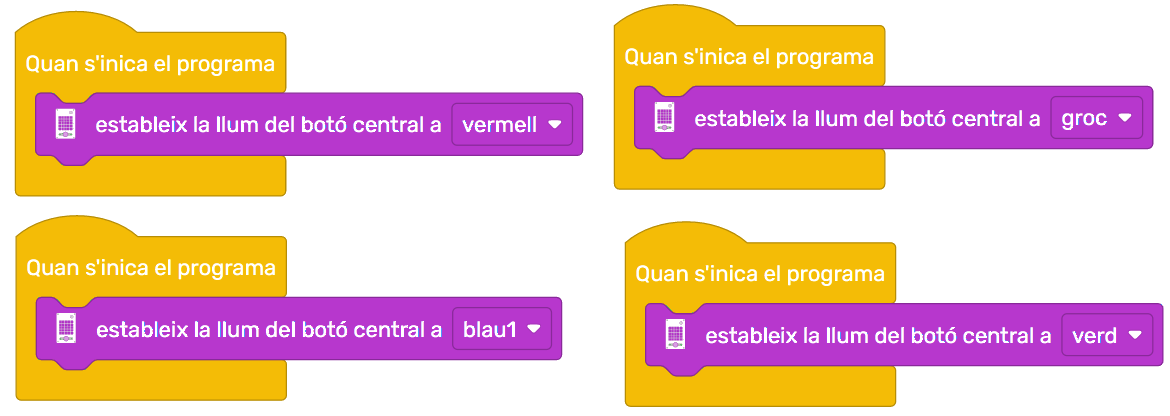 Quan s'inica el programa
estableix la llum del botó central a vermell
Quan s'inica el programa
estableix la llum del botó central a groc
Quan s'inica el programa
estableix la llum del botó central a blau1
Quan s'inica el programa
estableix la llum del botó central a verd